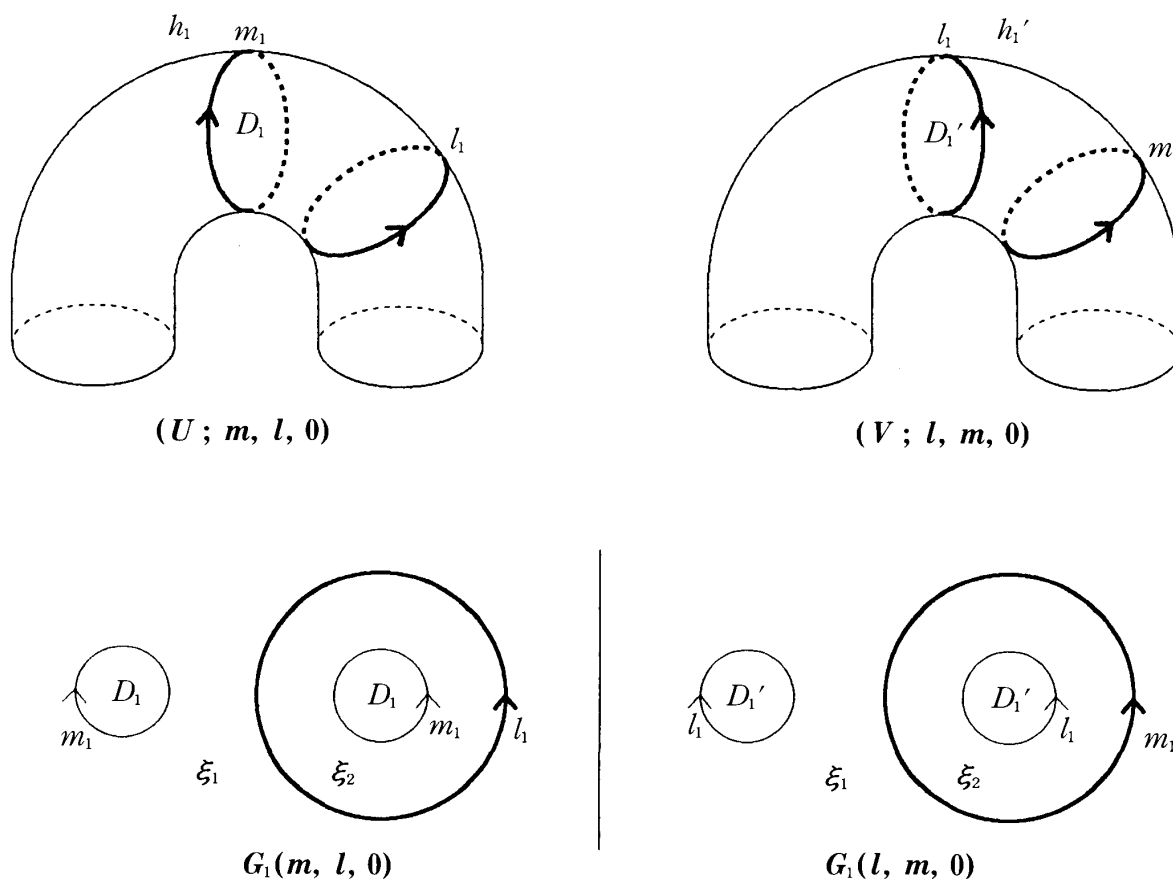 h₁ m₁
D₁
l₁
(U ; m, l, 0)
l₁ h₁′
D₁′
m
(V ; l, m, 0)
D₁ D₁
m₁ m₁ l₁
ξ₁ ξ₂
G₁(m, l, 0)
D₁′ D₁′
l₁ l₁ m₁
ξ₁ ξ₂
G₁(l, m, 0)